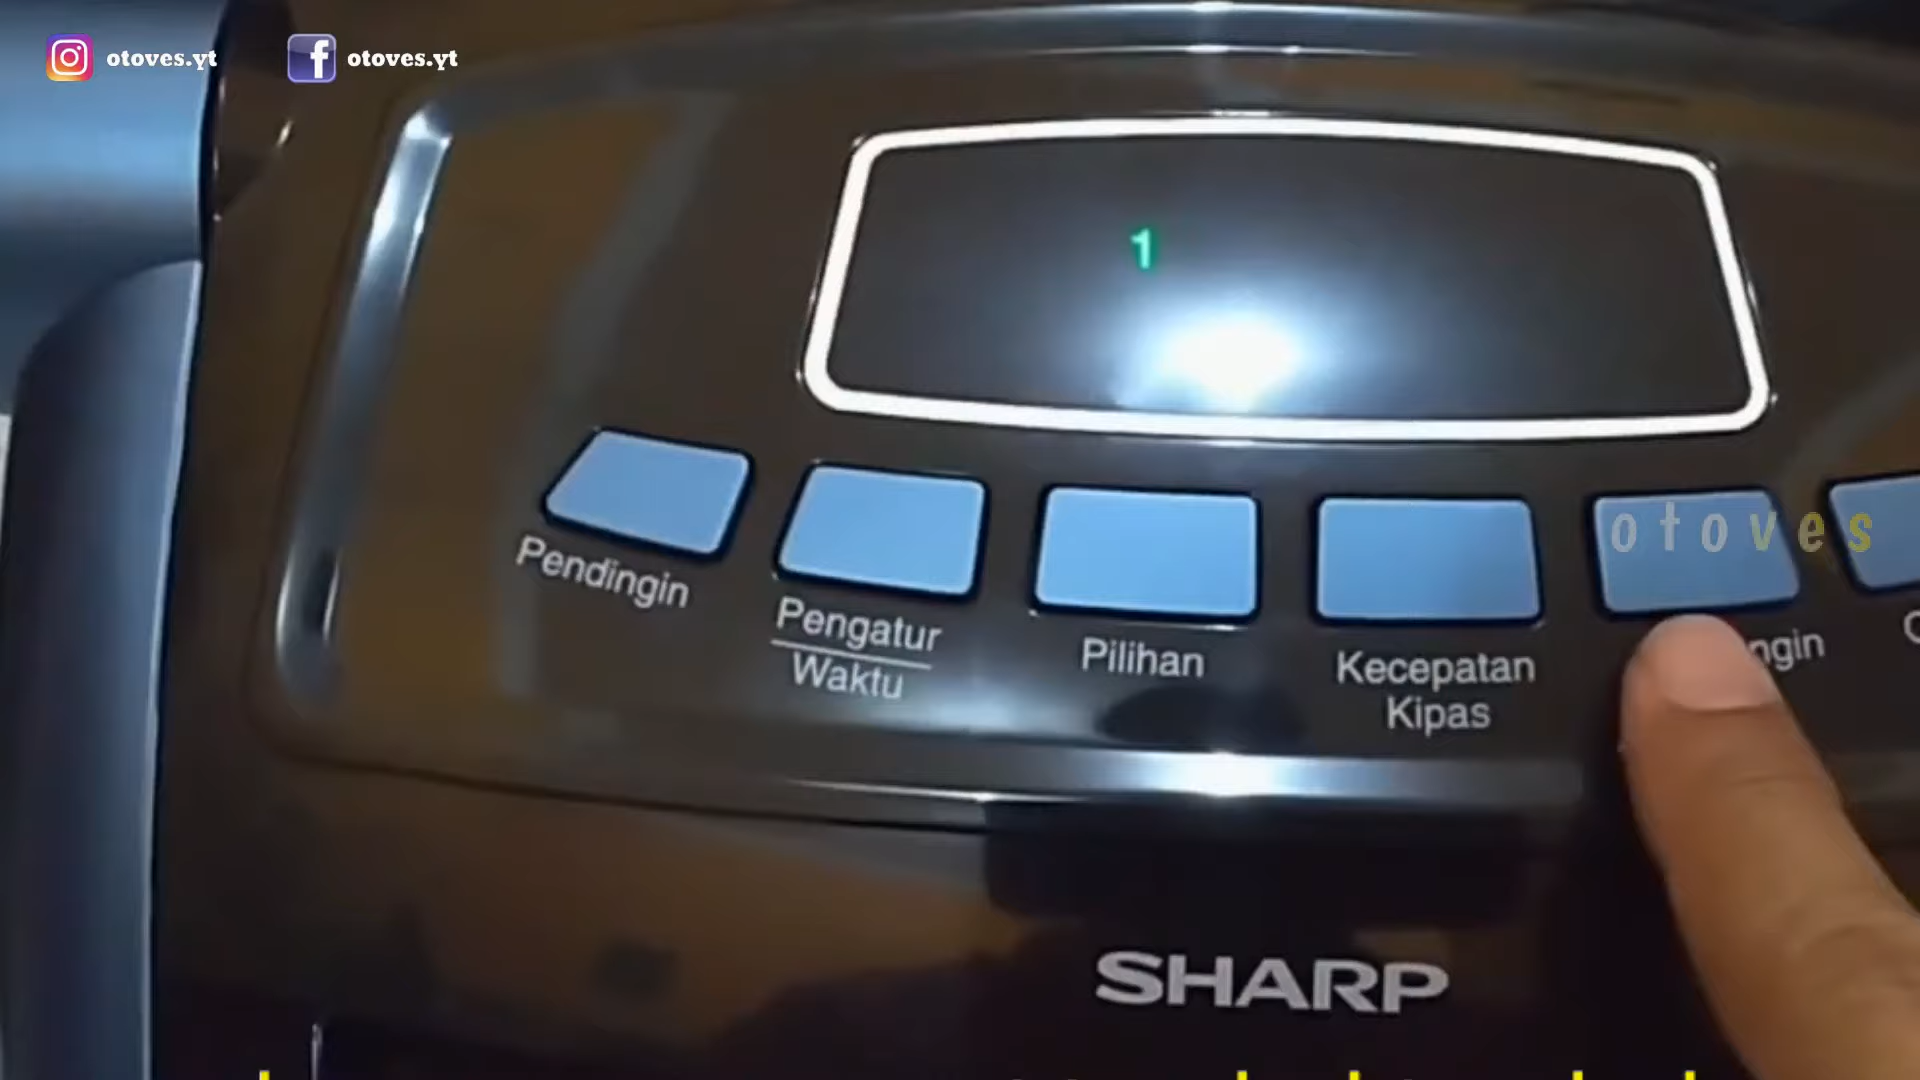 otoves.yt
otoves.yt
1
otoves
Pendingin
Pengatur
Waktu
Pilihan
Kecepatan
Kipas
SHARP